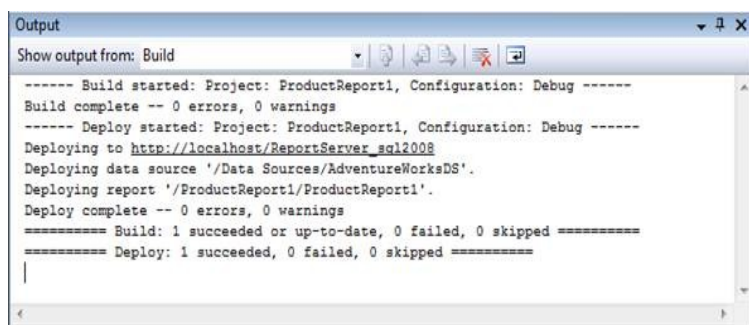 Output
Show output from: Build
------ Build started: Project: ProductReport1, Configuration: Debug ------
Build complete -- 0 errors, 0 warnings
------ Deploy started: Project: ProductReport1, Configuration: Debug ------
Deploying to http://localhost/ReportServer_sql2008
Deploying data source '/Data Sources/AdventureWorksDS'.
Deploying report '/ProductReport1/ProductReport1'.
Deploy complete -- 0 errors, 0 warnings
========== Build: 1 succeeded or up-to-date, 0 failed, 0 skipped ==========
========== Deploy: 1 succeeded, 0 failed, 0 skipped ==========